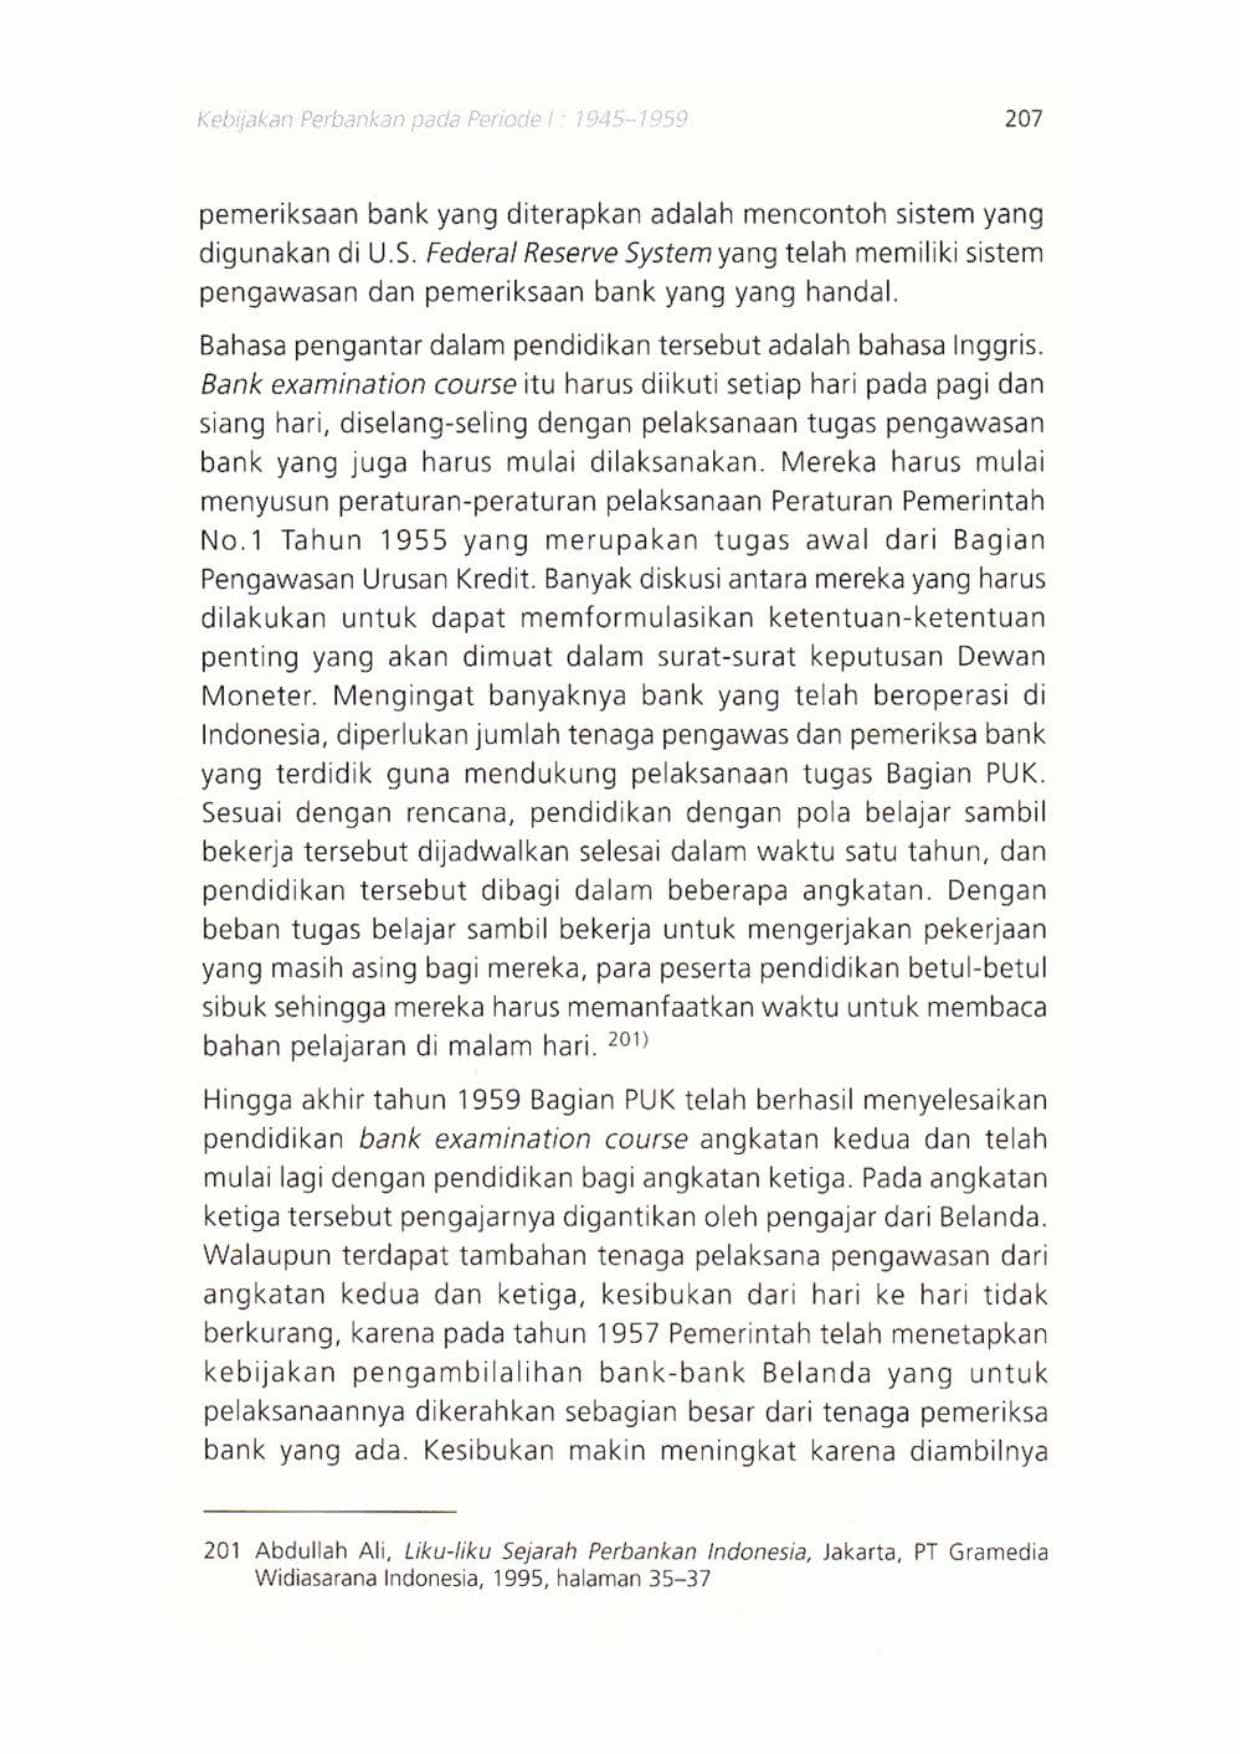 Kebijakan Perbankan pada Periode I : 1945–1959 207
pemeriksaan bank yang diterapkan adalah mencontoh sistem yang
digunakan di U.S. Federal Reserve System yang telah memiliki sistem
pengawasan dan pemeriksaan bank yang yang handal.
Bahasa pengantar dalam pendidikan tersebut adalah bahasa Inggris.
Bank examination course itu harus diikuti setiap hari pada pagi dan
siang hari, diselang-seling dengan pelaksanaan tugas pengawasan
bank yang juga harus mulai dilaksanakan. Mereka harus mulai
menyusun peraturan-peraturan pelaksanaan Peraturan Pemerintah
No.1 Tahun 1955 yang merupakan tugas awal dari Bagian
Pengawasan Urusan Kredit. Banyak diskusi antara mereka yang harus
dilakukan untuk dapat memformulasikan ketentuan-ketentuan
penting yang akan dimuat dalam surat-surat keputusan Dewan
Moneter. Mengingat banyaknya bank yang telah beroperasi di
Indonesia, diperlukan jumlah tenaga pengawas dan pemeriksa bank
yang terdidik guna mendukung pelaksanaan tugas Bagian PUK.
Sesuai dengan rencana, pendidikan dengan pola belajar sambil
bekerja tersebut dijadwalkan selesai dalam waktu satu tahun, dan
pendidikan tersebut dibagi dalam beberapa angkatan. Dengan
beban tugas belajar sambil bekerja untuk mengerjakan pekerjaan
yang masih asing bagi mereka, para peserta pendidikan betul-betul
sibuk sehingga mereka harus memanfaatkan waktu untuk membaca
bahan pelajaran di malam hari. 201)
Hingga akhir tahun 1959 Bagian PUK telah berhasil menyelesaikan
pendidikan bank examination course angkatan kedua dan telah
mulai lagi dengan pendidikan bagi angkatan ketiga. Pada angkatan
ketiga tersebut pengajarnya digantikan oleh pengajar dari Belanda.
Walaupun terdapat tambahan tenaga pelaksana pengawasan dari
angkatan kedua dan ketiga, kesibukan dari hari ke hari tidak
berkurang, karena pada tahun 1957 Pemerintah telah menetapkan
kebijakan pengambilalihan bank-bank Belanda yang untuk
pelaksanaannya dikerahkan sebagian besar dari tenaga pemeriksa
bank yang ada. Kesibukan makin meningkat karena diambilnya
201 Abdullah Ali, Liku-liku Sejarah Perbankan Indonesia, Jakarta, PT Gramedia
Widiasarana Indonesia, 1995, halaman 35–37